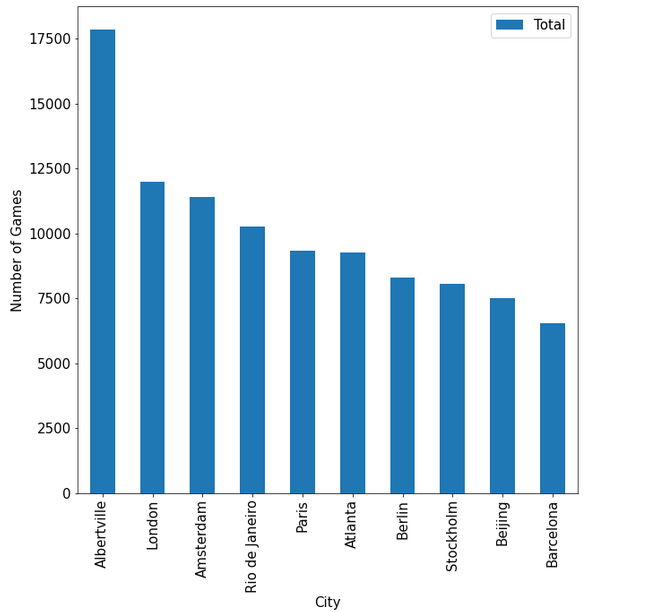 Total
17500
15000
12500
10000
7500
5000
2500
0
Number of Games
Albertville
London
Amsterdam
Rio de Janeiro
Paris
Atlanta
Berlin
Stockholm
Beijing
Barcelona
City